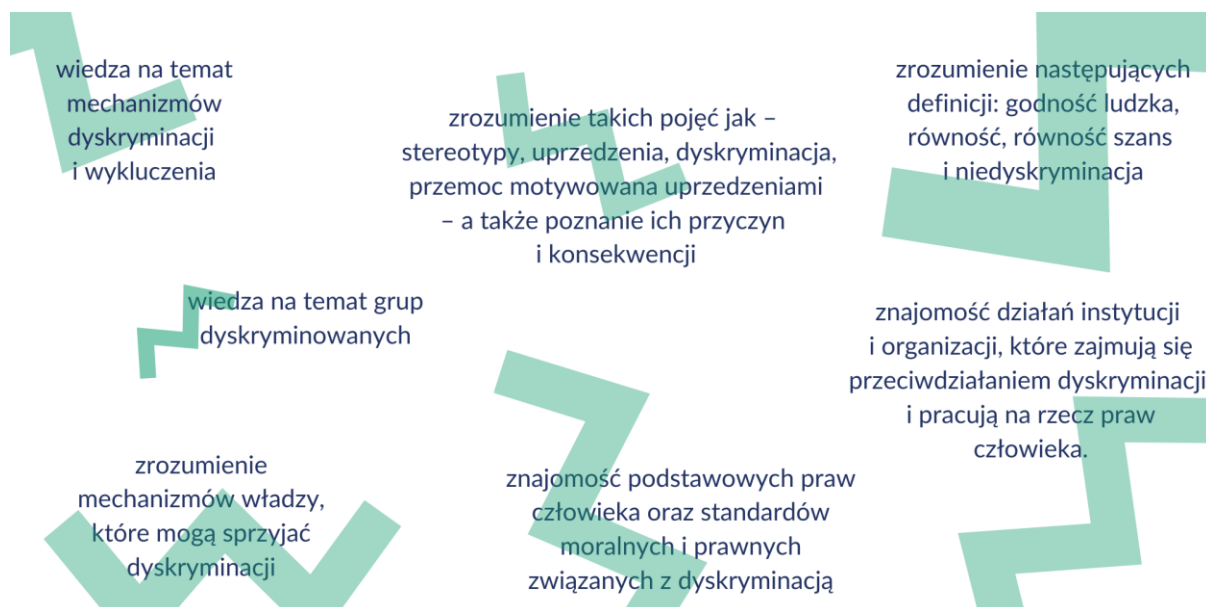 wiedza na temat
mechanizmów
dyskryminacji
i wykluczenia
zrozumienie takich pojęć jak –
stereotypy, uprzedzenia, dyskryminacja,
przemoc motywowana uprzedzeniami
– a także poznanie ich przyczyn
i konsekwencji
zrozumienie następujących
definicji: godność ludzka,
równość, równość szans
i niedyskryminacja
wiedza na temat grup
dyskryminowanych
znajomość działań instytucji
i organizacji, które zajmują się
przeciwdziałaniem dyskryminacji
i pracują na rzecz praw
człowieka.
zrozumienie
mechanizmów władzy,
które mogą sprzyjać
dyskryminacji
znajomość podstawowych praw
człowieka oraz standardów
moralnych i prawnych
związanych z dyskryminacją